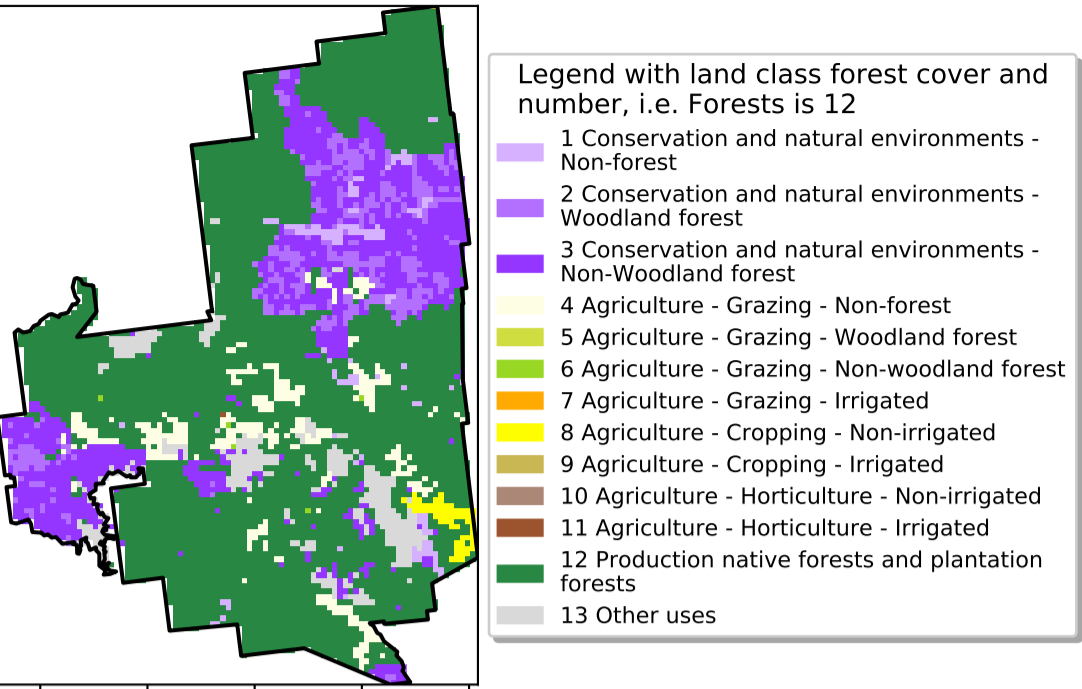 Legend with land class forest cover and
number, i.e. Forests is 12
1 Conservation and natural environments -
Non-forest
2 Conservation and natural environments -
Woodland forest
3 Conservation and natural environments -
Non-Woodland forest
4 Agriculture - Grazing - Non-forest
5 Agriculture - Grazing - Woodland forest
6 Agriculture - Grazing - Non-woodland forest
7 Agriculture - Grazing - Irrigated
8 Agriculture - Cropping - Non-irrigated
9 Agriculture - Cropping - Irrigated
10 Agriculture - Horticulture - Non-irrigated
11 Agriculture - Horticulture - Irrigated
12 Production native forests and plantation
forests
13 Other uses